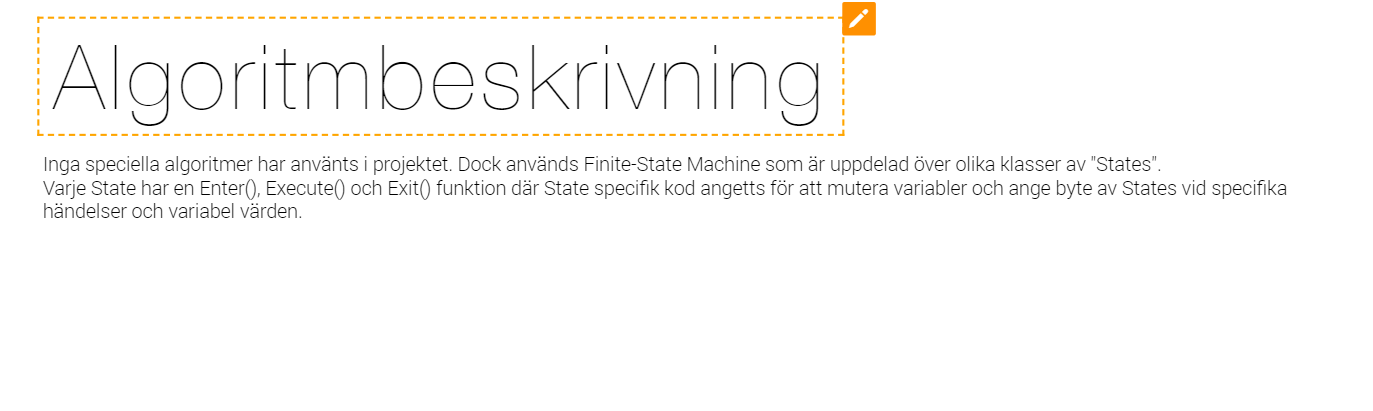 Algoritmbeskrivning
Inga speciella algoritmer har använts i projektet. Dock används Finite-State Machine som är uppdelad över olika klasser av "States".
Varje State har en Enter(), Execute() och Exit() funktion där State specifik kod angetts för att mutera variabler och ange byte av States vid specifika
händelser och variabel värden.